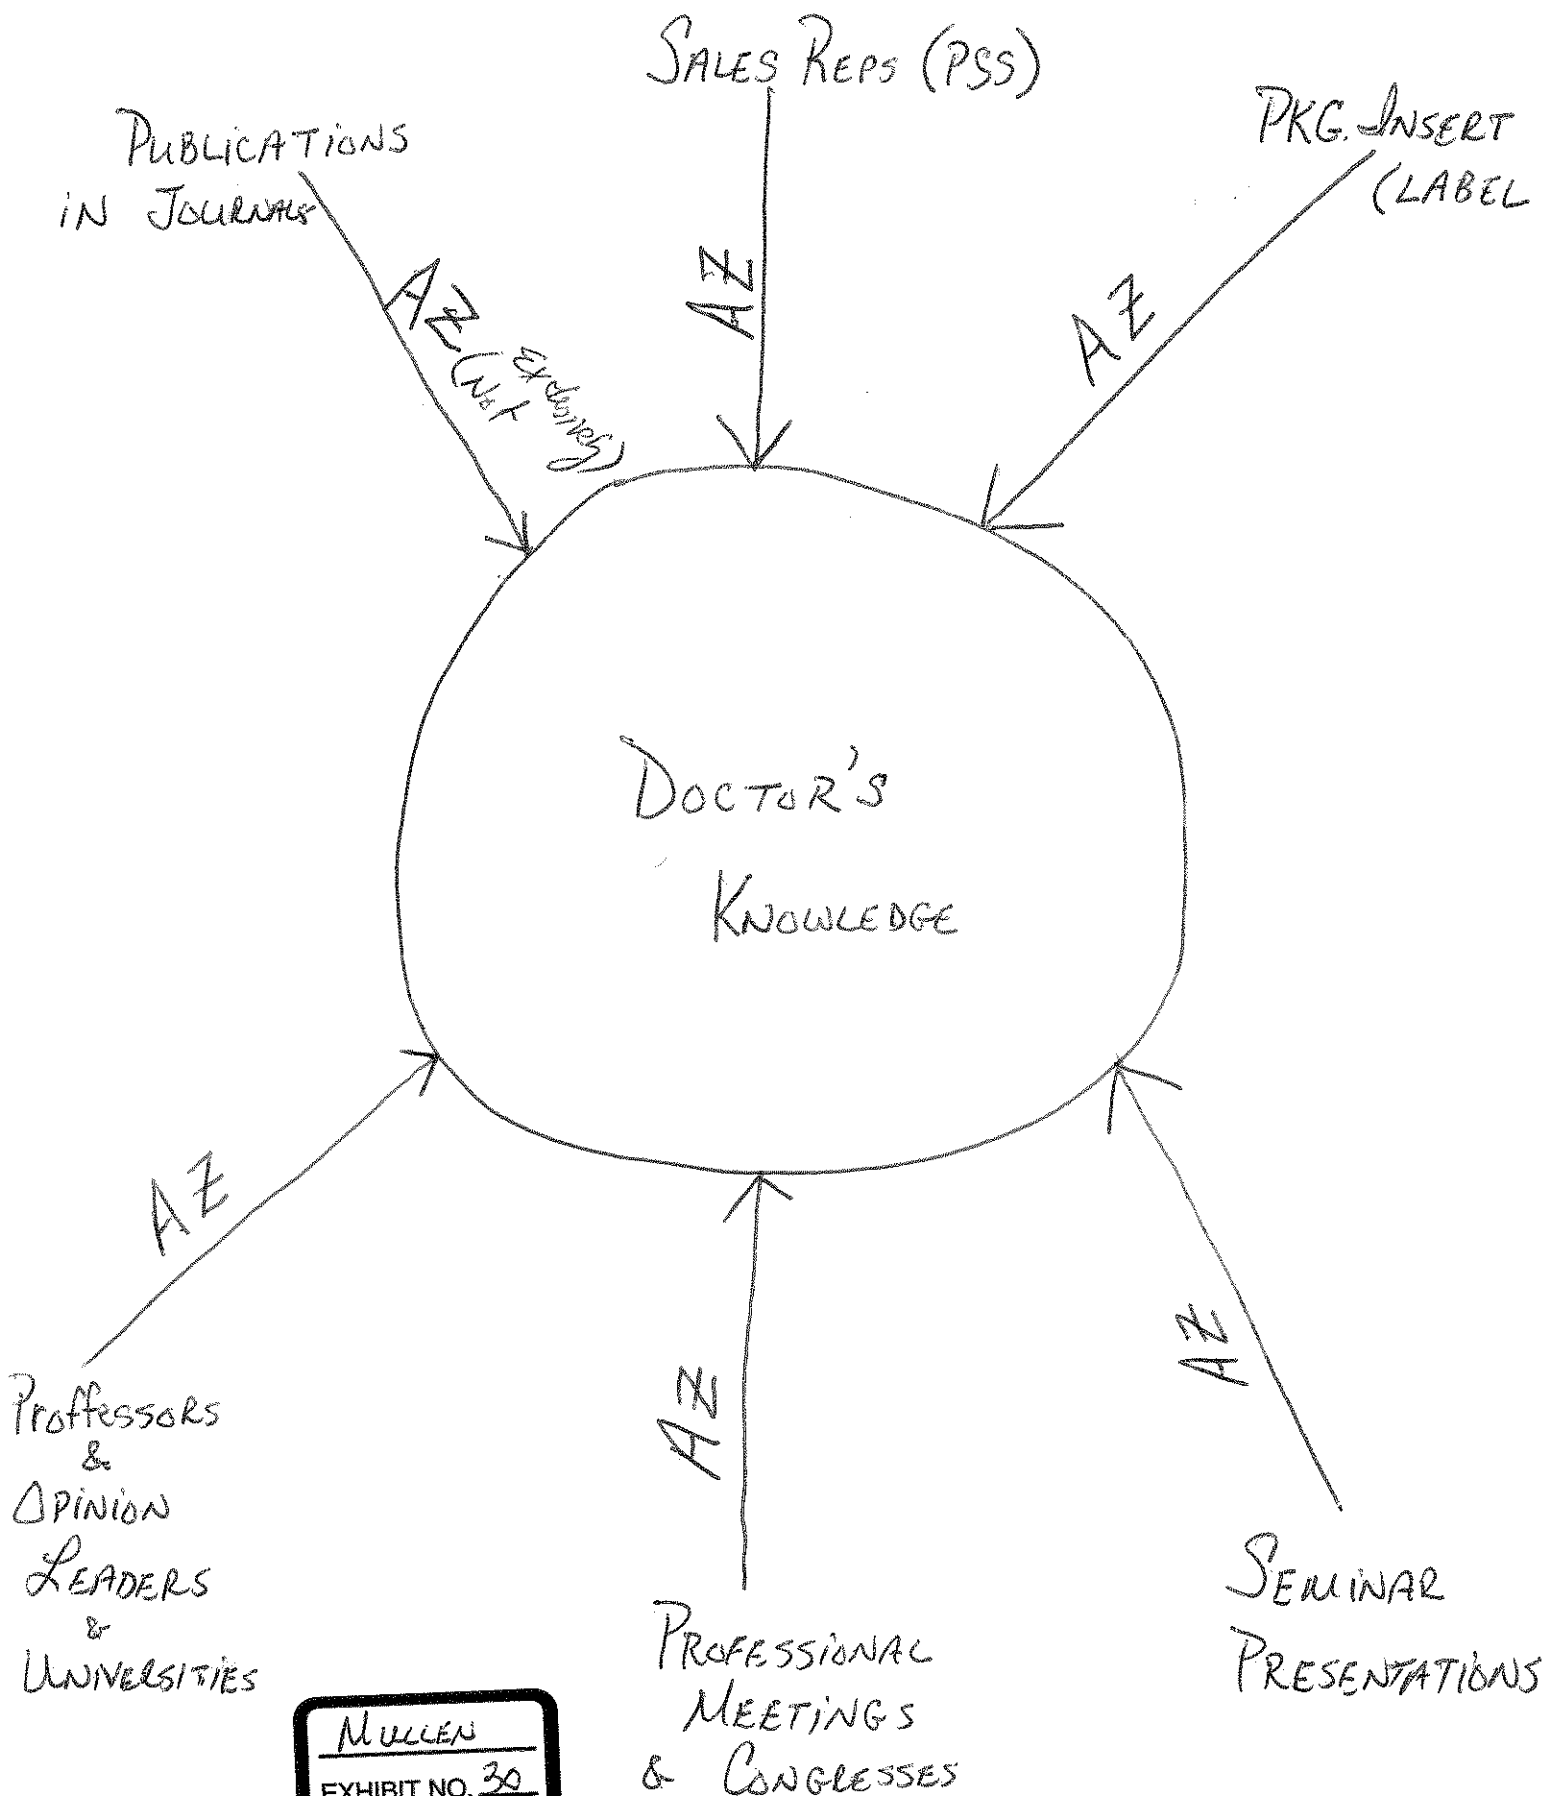 SALES REPS (PSS)
PUBLICATIONS
IN JOURNALS
PKG. INSERT
(LABEL
AZ
(Not
Exclusively)
AZ
AZ
DOCTOR'S
KNOWLEDGE
AZ
AZ
AZ
Proffessors
&
OPINION
LEADERS
&
UNIVERSITIES
PROFESSIONAL
MEETINGS
& CONGRESSES
SEMINAR
PRESENTATIONS
MULLEN
EXHIBIT NO. 30